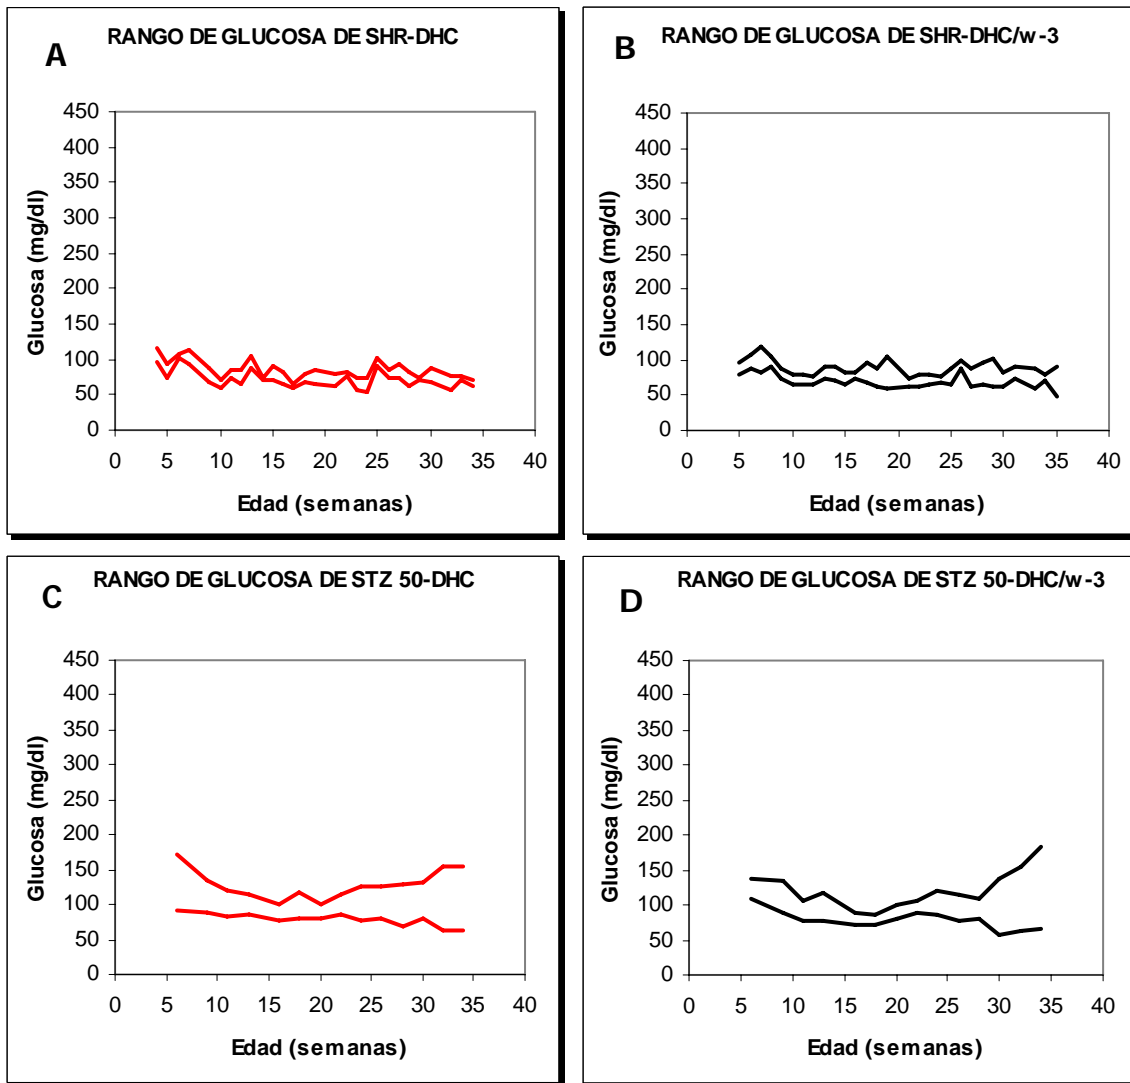 A
RANGO DE GLUCOSA DE SHR-DHC
450
400
350
300
250
200
150
100
50
0
Glucosa (mg/dl)
0 5 10 15 20 25 30 35 40
Edad (semanas)
B
RANGO DE GLUCOSA DE SHR-DHC/w-3
450
400
350
300
250
200
150
100
50
0
Glucosa (mg/dl)
0 5 10 15 20 25 30 35 40
Edad (semanas)
C
RANGO DE GLUCOSA DE STZ 50-DHC
450
400
350
300
250
200
150
100
50
0
Glucosa (mg/dl)
0 5 10 15 20 25 30 35 40
Edad (semanas)
D
RANGO DE GLUCOSA DE STZ 50-DHC/w-3
450
400
350
300
250
200
150
100
50
0
Glucosa (mg/dl)
0 5 10 15 20 25 30 35 40
Edad (semanas)